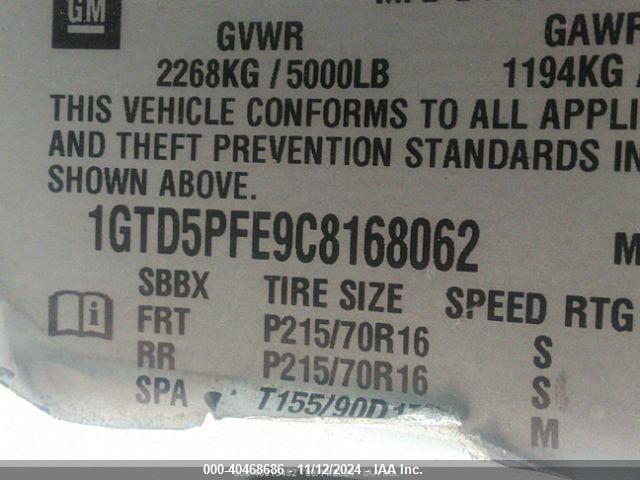 GM
GVWR GAWR
2268KG / 5000LB 1194KG
THIS VEHICLE CONFORMS TO ALL
AND THEFT PREVENTION STANDARDS IN
SHOWN ABOVE.
1GTD5PFE9C8168062 M
SBBX TIRE SIZE SPEED RTG
FRT P215/70R16 S
RR P215/70R16 S
SPA T155/90D M
000-40468686 - 11/12/2024 - IAA Inc.